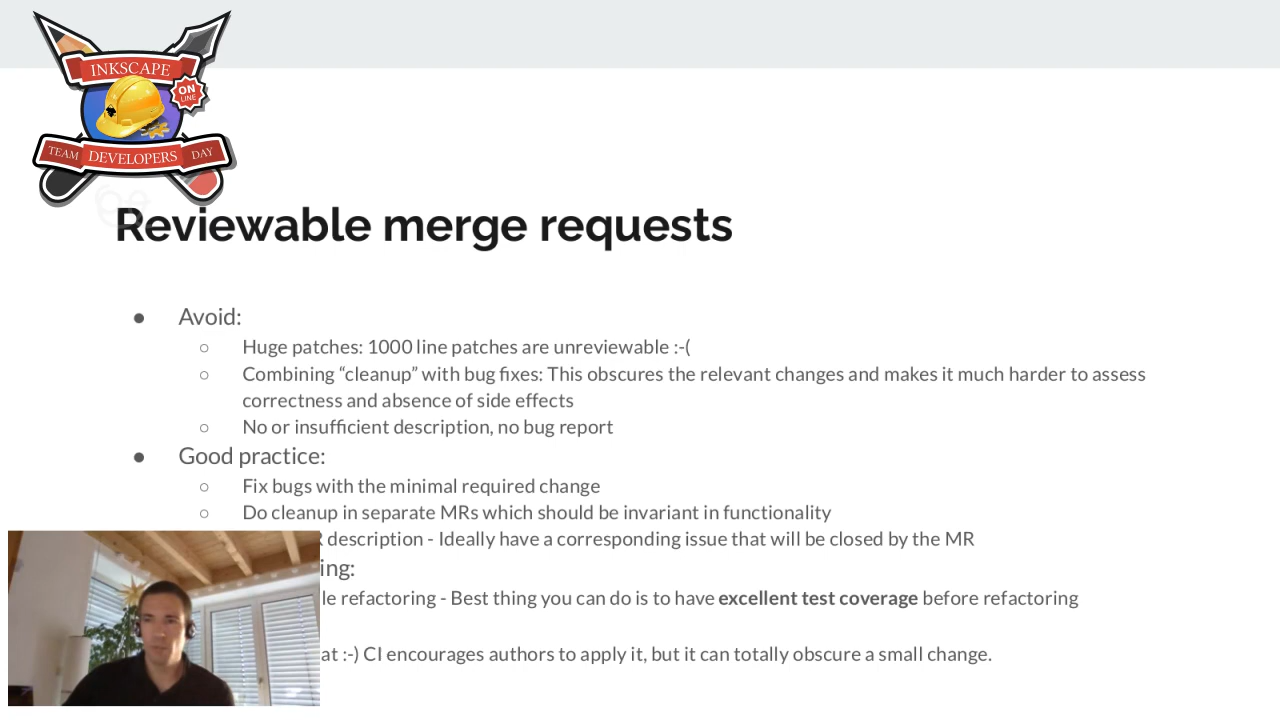 INKSCAPE
ON
LINE
TEAM DEVELOPERS DAY
Reviewable merge requests
● Avoid:
○ Huge patches: 1000 line patches are unreviewable :-(
○ Combining “cleanup” with bug fixes: This obscures the relevant changes and makes it much harder to assess
correctness and absence of side effects
○ No or insufficient description, no bug report
● Good practice:
○ Fix bugs with the minimal required change
○ Do cleanup in separate MRs which should be invariant in functionality
description - Ideally have a corresponding issue that will be closed by the MR
ing:
le refactoring - Best thing you can do is to have excellent test coverage before refactoring
at :-) CI encourages authors to apply it, but it can totally obscure a small change.